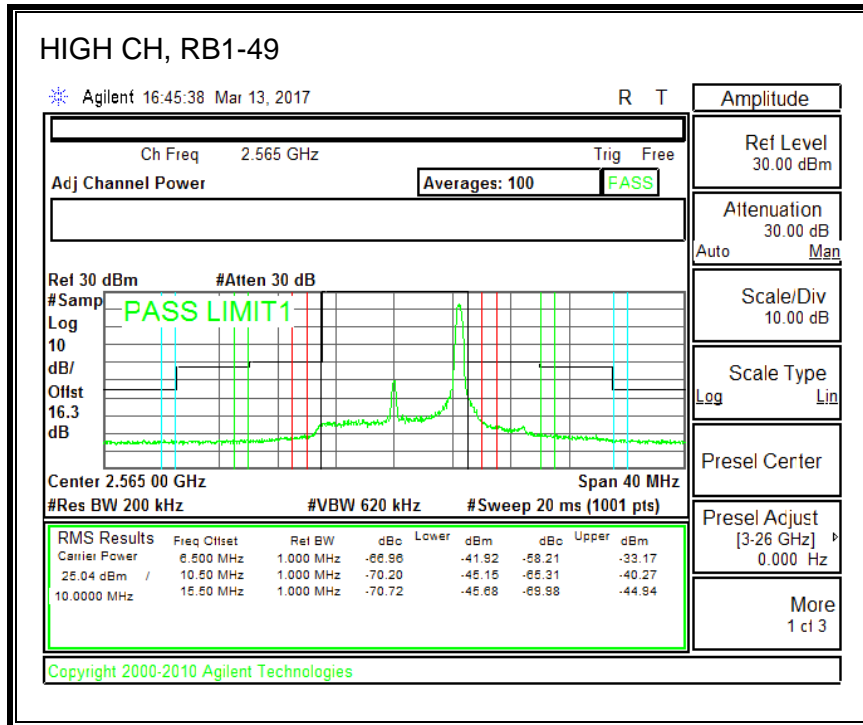 HIGH CH, RB1-49
Agilent 16:45:38 Mar 13, 2017 R T
Ch Freq 2.565 GHz Trig Free
Adj Channel Power Averages: 100 PASS
Ref 30 dBm #Atten 30 dB
#Samp
Log
10
dB/
Offst
16.3
dB
PASS LIMIT1
Center 2.565 00 GHz Span 40 MHz
#Res BW 200 kHz #VBW 620 kHz #Sweep 20 ms (1001 pts)
RMS Results Freq Offset Ref BW dBc Lower dBm dBc Upper dBm
Carrier Power 6.500 MHz 1.000 MHz -66.96 -41.92 -58.21 -33.17
25.04 dBm / 10.50 MHz 1.000 MHz -70.20 -45.15 -65.31 -40.27
10.0000 MHz 15.50 MHz 1.000 MHz -70.72 -45.68 -69.98 -44.94
Copyright 2000-2010 Agilent Technologies
Amplitude
Ref Level
30.00 dBm
Attenuation
30.00 dB
Auto Man
Scale/Div
10.00 dB
Scale Type
Log Lin
Presel Center
Presel Adjust
[3-26 GHz]
0.000 Hz
More
1 of 3